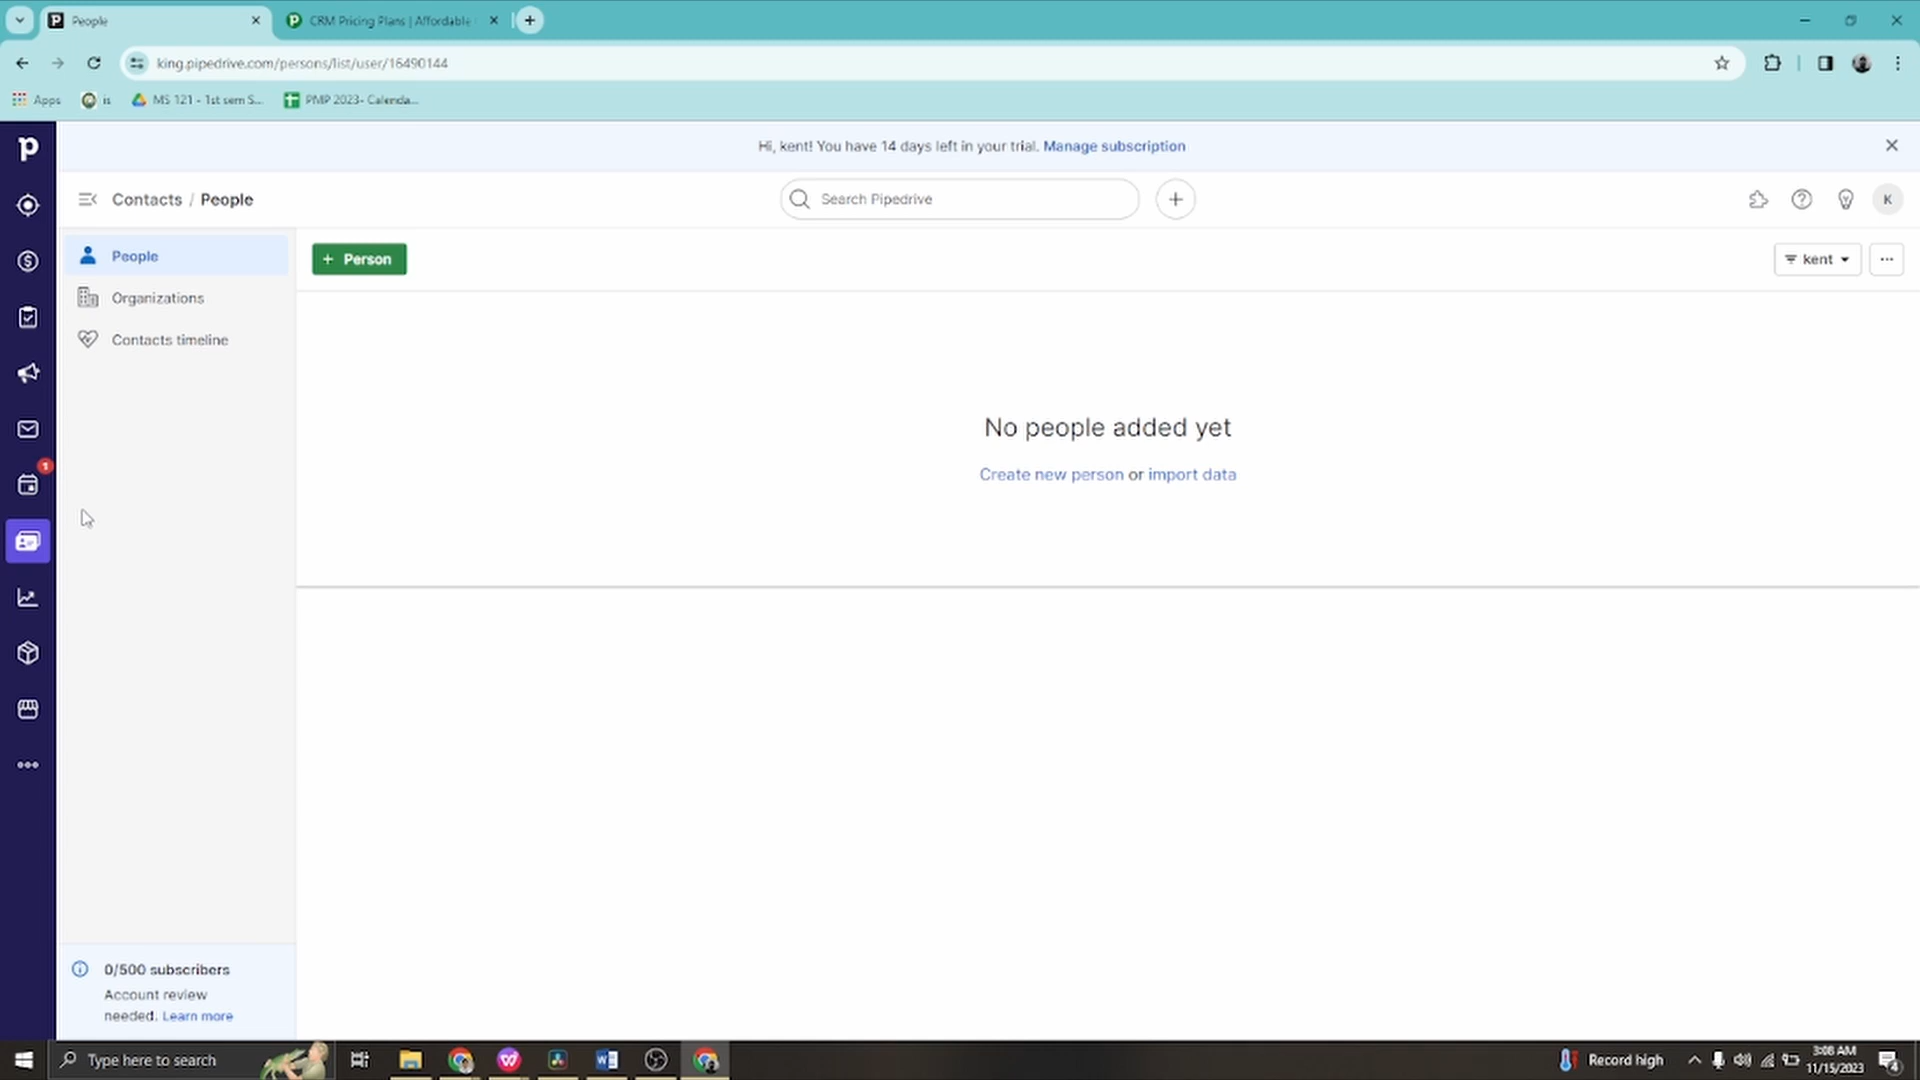 People
CRM Pricing Plans | Affordable
king.pipedrive.com/persons/list/user/16490144
Apps
is
MS 121 - 1st sem S...
PMP 2023- Calenda...
Hi, kent! You have 14 days left in your trial. Manage subscription
Contacts / People
Search Pipedrive
K
People
+ Person
kent
Organizations
Contacts timeline
No people added yet
Create new person or import data
1
0/500 subscribers
Account review
needed. Learn more
Type here to search
Record high
3:08 AM
11/15/2023
4